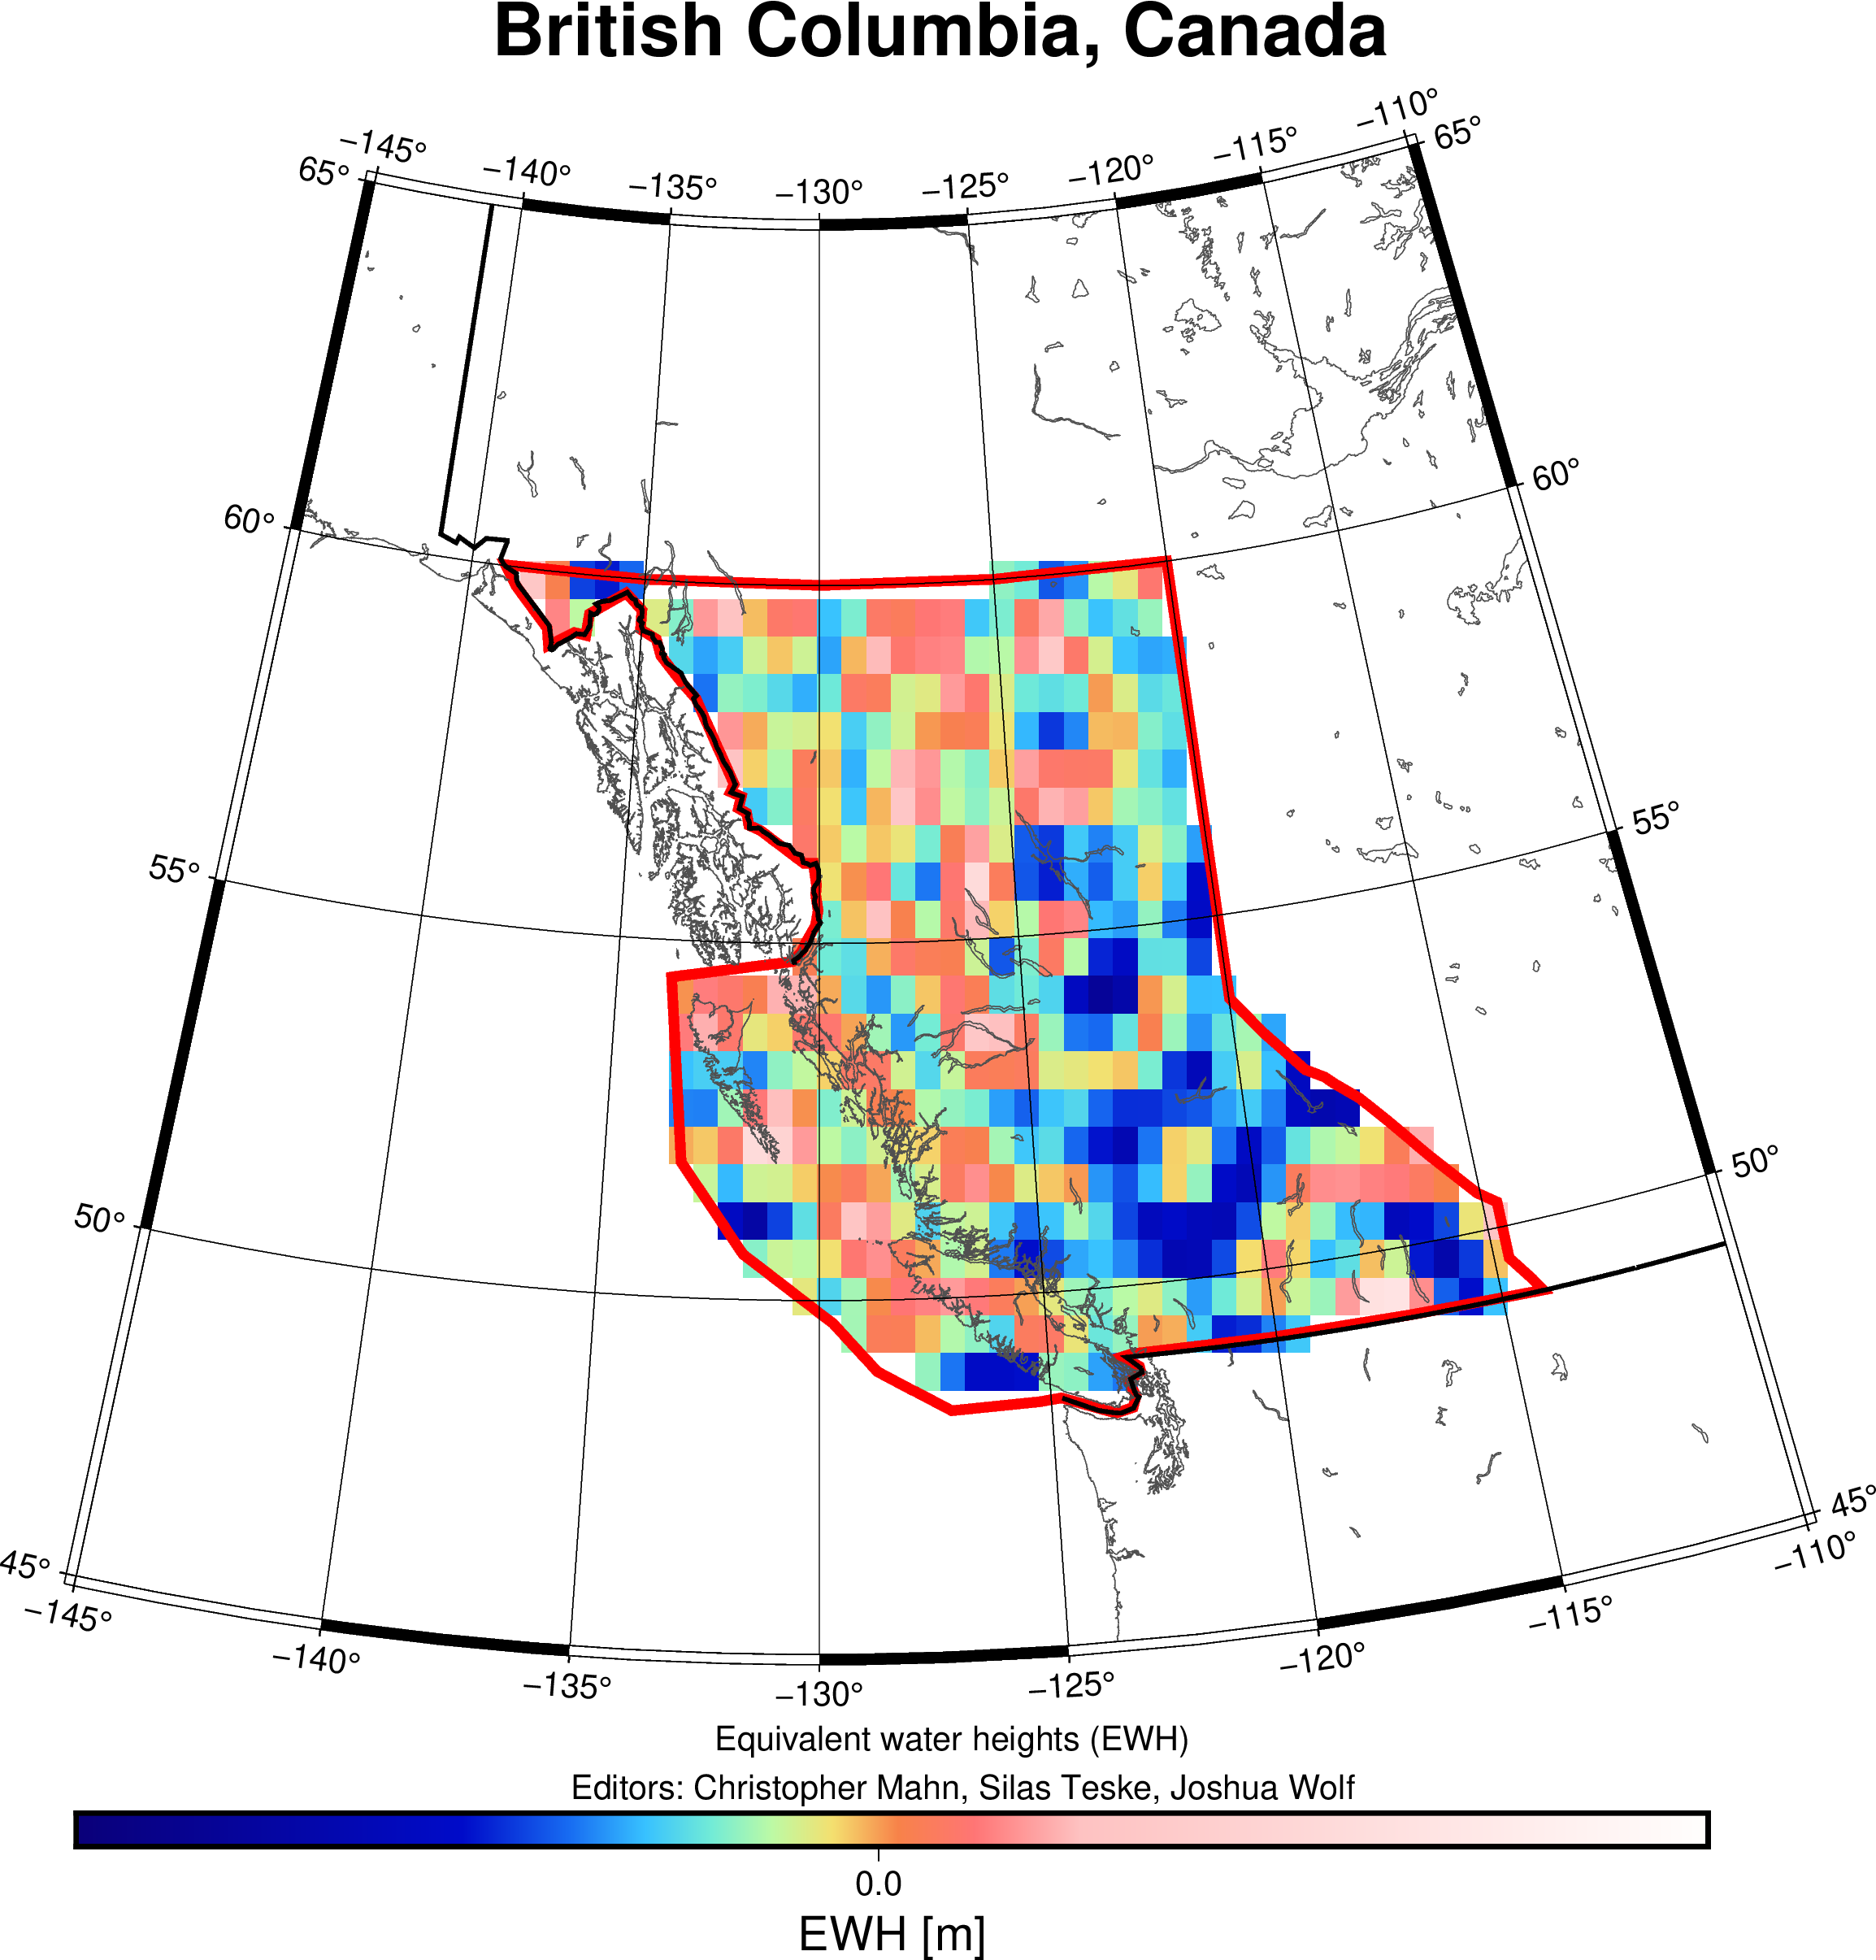 British Columbia, Canada
−145° −140° −135° −130° −125° −120° −115° −110°
65° 65°
60° 60°
55° 55°
50° 50°
45° 45°
−145° −140° −135° −130° −125° −120° −115° −110°
Equivalent water heights (EWH)
Editors: Christopher Mahn, Silas Teske, Joshua Wolf
0.0
EWH [m]